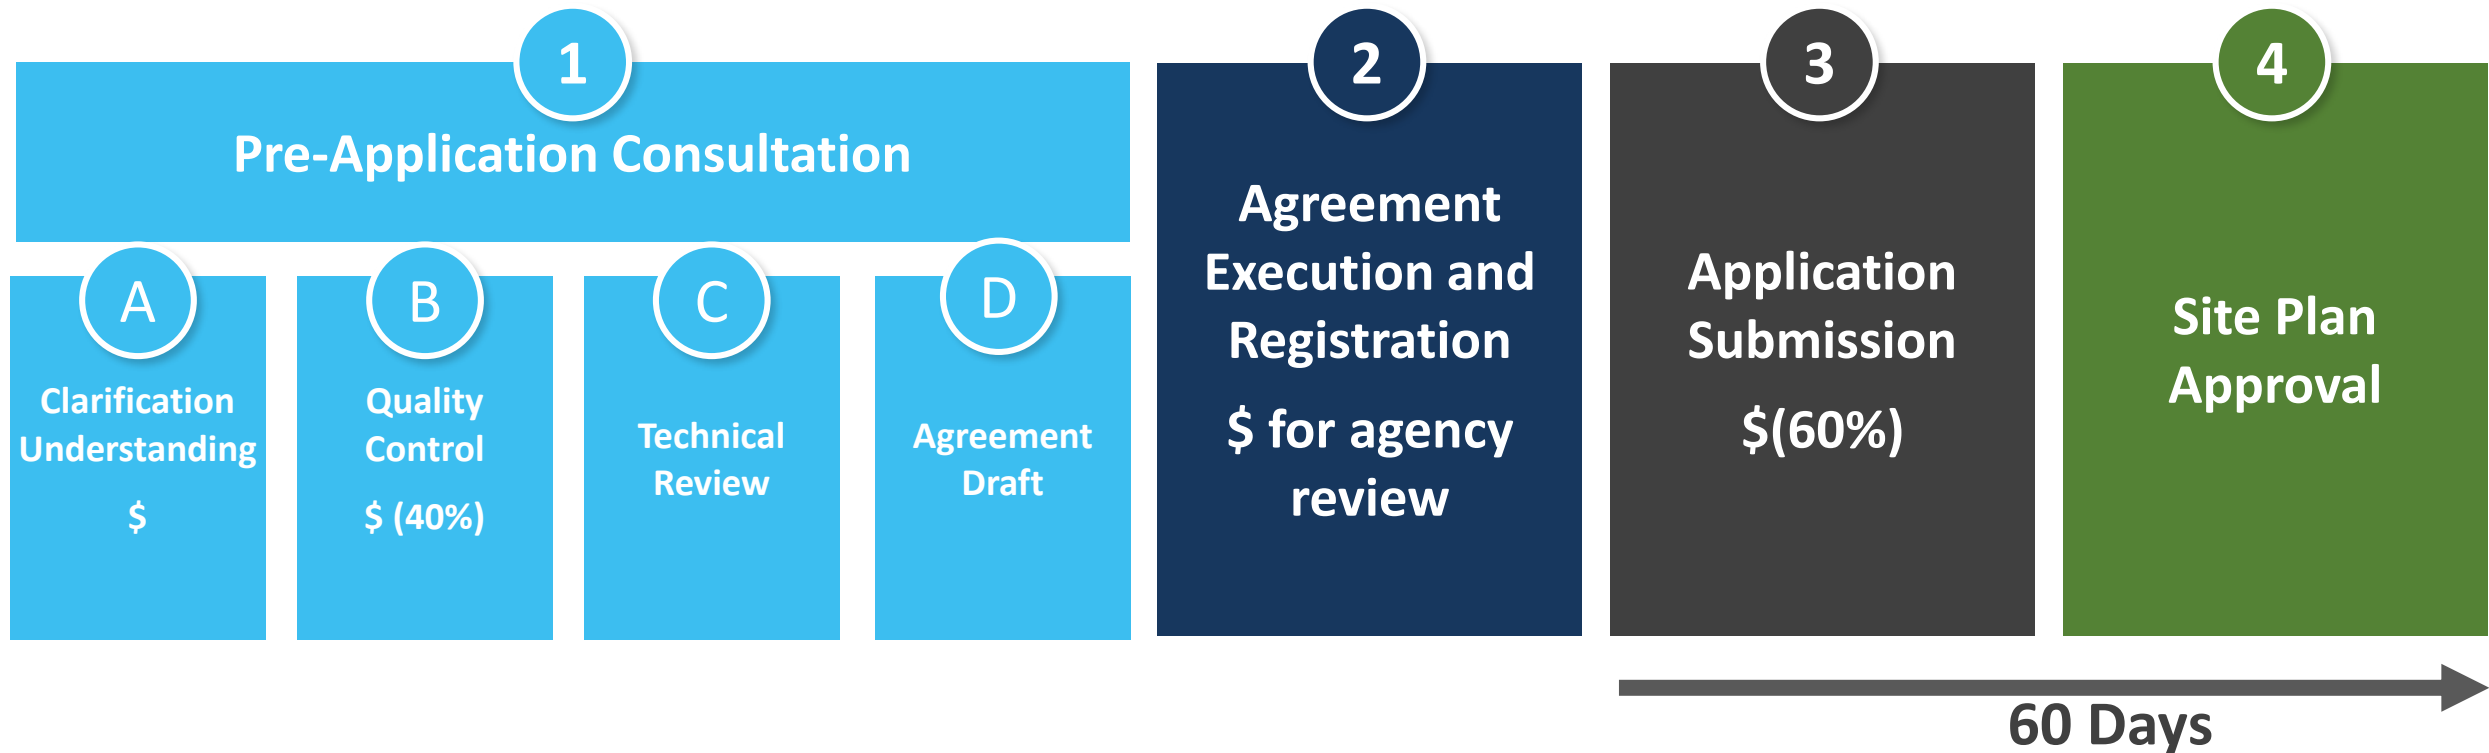 1
Pre-Application Consultation
A
Clarification
Understanding
$
B
Quality
Control
$ (40%)
C
Technical
Review
D
Agreement
Draft
2
Agreement
Execution and
Registration
$ for agency
review
3
Application
Submission
$(60%)
4
Site Plan
Approval
60 Days